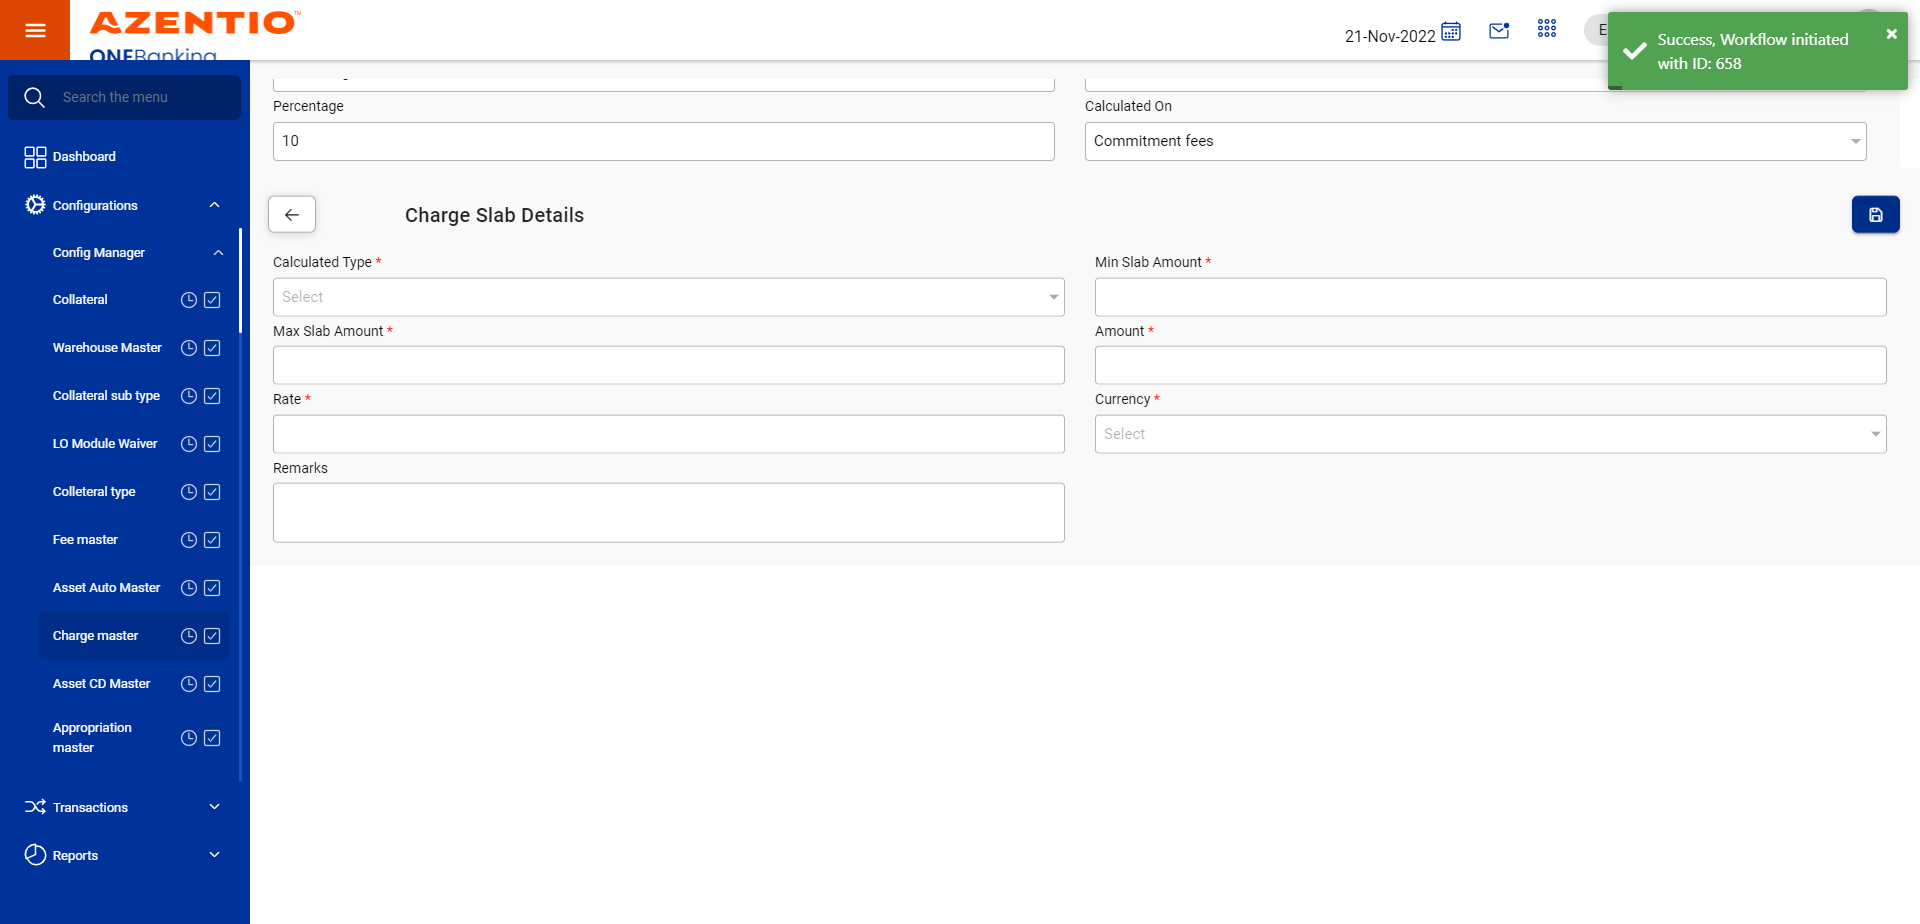 AZENTIO™
ONEBanking
21-Nov-2022
E
Success, Workflow initiated
with ID: 658
Search the menu
Dashboard
Configurations
Config Manager
Collateral
Warehouse Master
Collateral sub type
LO Module Waiver
Colleteral type
Fee master
Asset Auto Master
Charge master
Asset CD Master
Appropriation
master
Transactions
Reports
Percentage
Calculated On
10
Commitment fees
Charge Slab Details
Calculated Type *
Min Slab Amount *
Select
Max Slab Amount *
Amount *
Rate *
Currency *
Select
Remarks